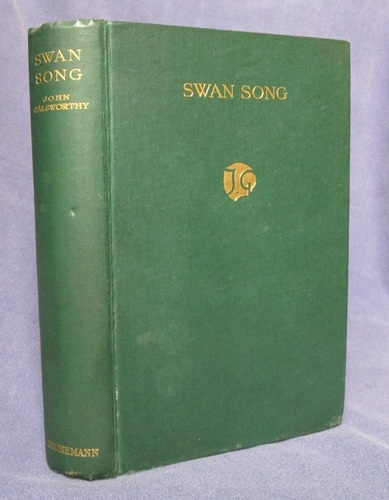 SWAN
SONG
JOHN
GALSWORTHY
HEINEMANN
SWAN SONG
JG